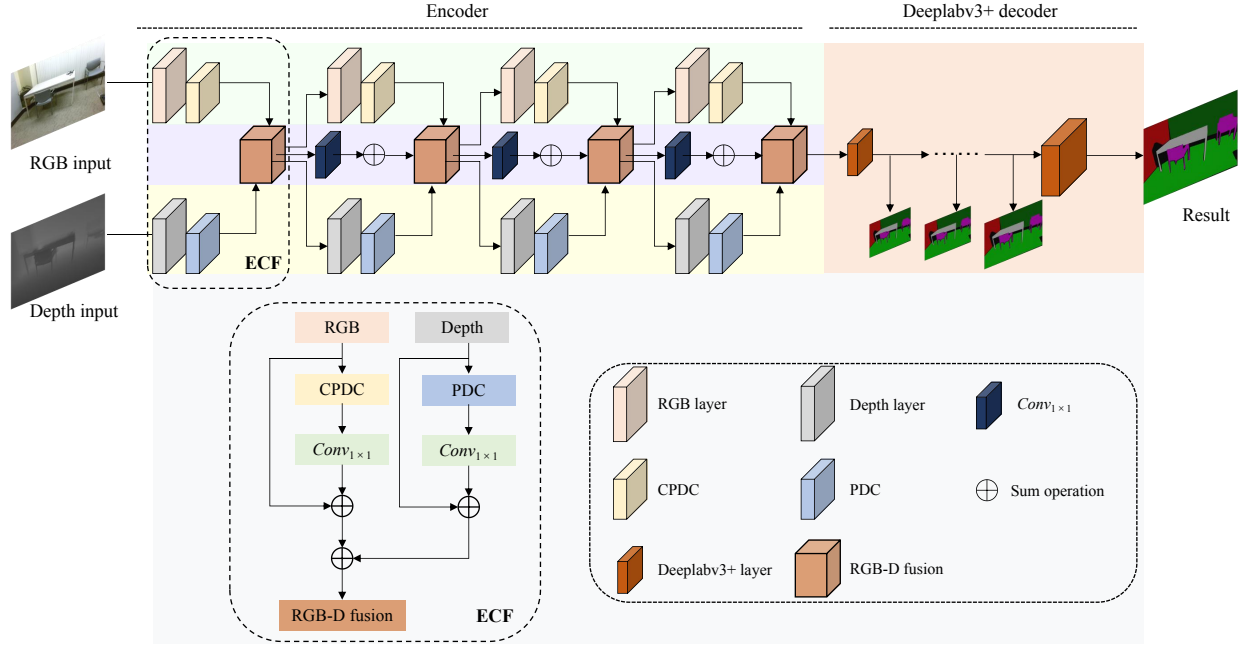 Encoder
Deeplabv3+ decoder
RGB input
Depth input
ECF
Result
RGB
Depth
CPDC
PDC
Conv1 × 1
Conv1 × 1
RGB-D fusion
ECF
RGB layer
Depth layer
Conv1 × 1
CPDC
PDC
Sum operation
Deeplabv3+ layer
RGB-D fusion